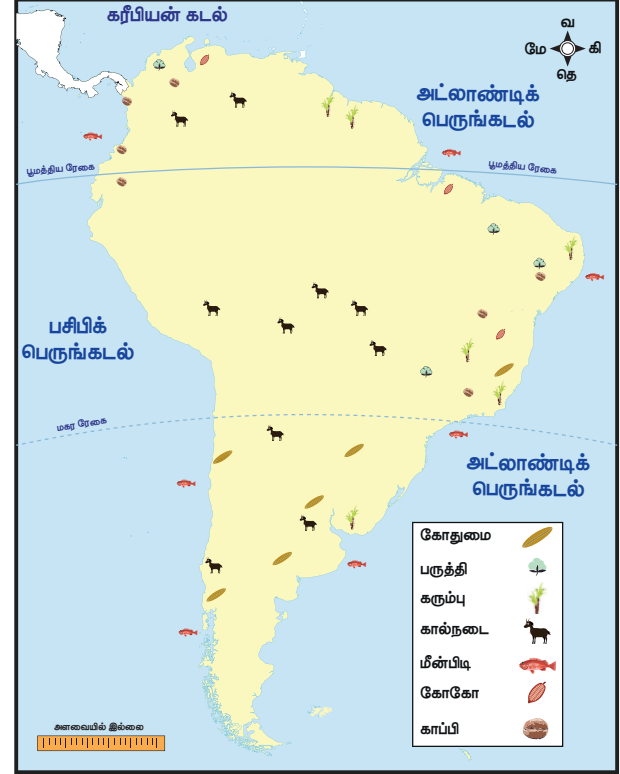 கரீபியன் கடல்
வ
மே
கி
தெ
அட்லாண்டிக்
பெருங்கடல்
பூமத்திய ரேகை
பூமத்திய ரேகை
பசிபிக்
பெருங்கடல்
மகர ரேகை
அட்லாண்டிக்
பெருங்கடல்
கோதுமை
பருத்தி
கரும்பு
கால்நடை
மீன்பிடி
கோகோ
காப்பி
அளவையில் இல்லை